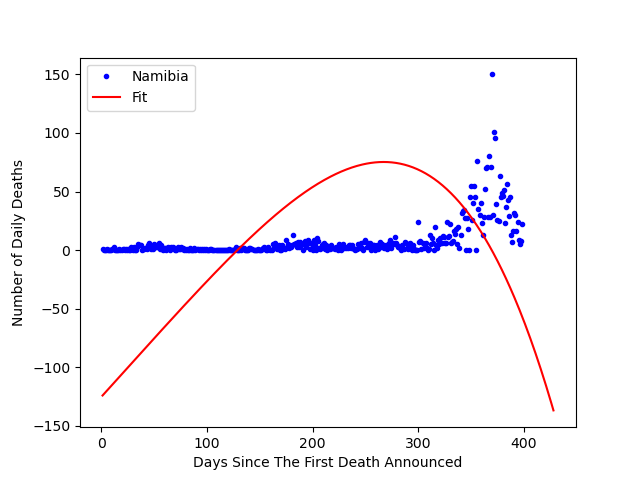 Namibia
Fit
150
100
50
0
−50
−100
−150
Number of Daily Deaths
0 100 200 300 400
Days Since The First Death Announced